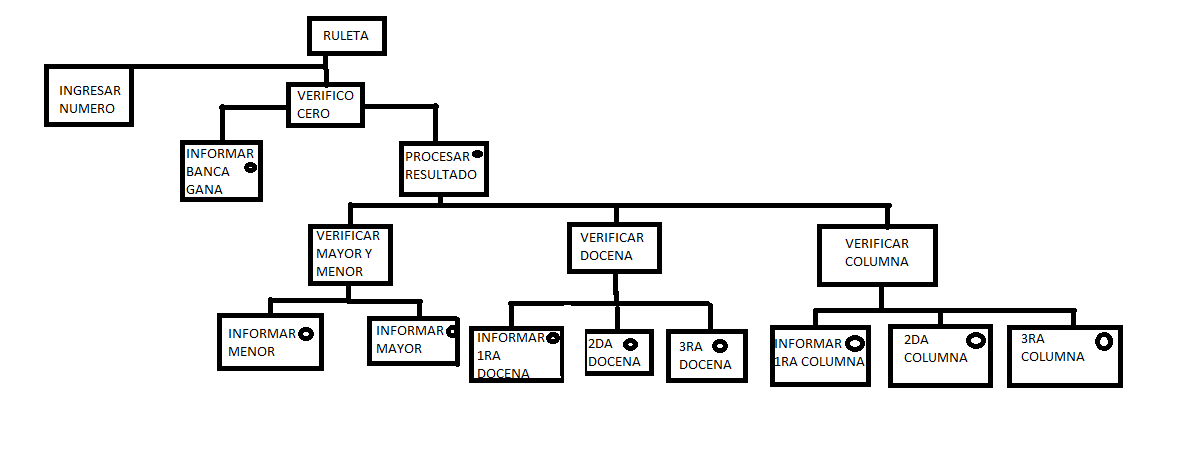 RULETA
INGRESAR
NUMERO
VERIFICO
CERO
INFORMAR
BANCA
GANA
PROCESAR
RESULTADO
VERIFICAR
MAYOR Y
MENOR
VERIFICAR
DOCENA
VERIFICAR
COLUMNA
INFORMAR
MENOR
INFORMAR
MAYOR
INFORMAR
1RA
DOCENA
2DA
DOCENA
3RA
DOCENA
INFORMAR
1RA COLUMNA
2DA
COLUMNA
3RA
COLUMNA